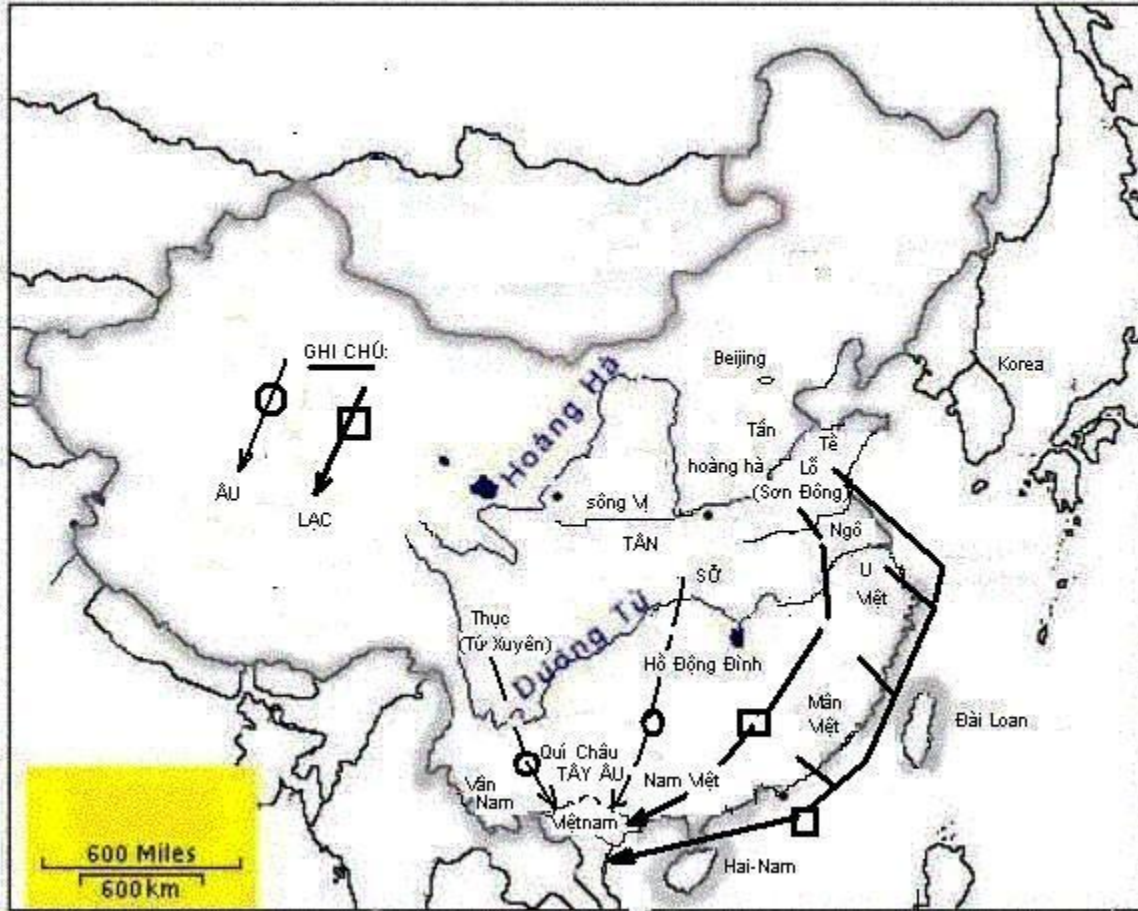 GHI CHÚ:
ÂU
LẠC
Hoàng Hà
Beijing
Korea
Tấn
Tề
hoàng hà
Lỗ
(Sơn Đông)
sông Vị
TẦN
Ngô
SỞ
U
Việt
Thục
(Tứ Xuyên)
Dương Tử
Hồ Động Đình
Mân
Việt
Đài Loan
Quí Châu
TÂY ÂU
Nam Việt
Vân
Nam
Việtnam
Hai-Nam
600 Miles
600km